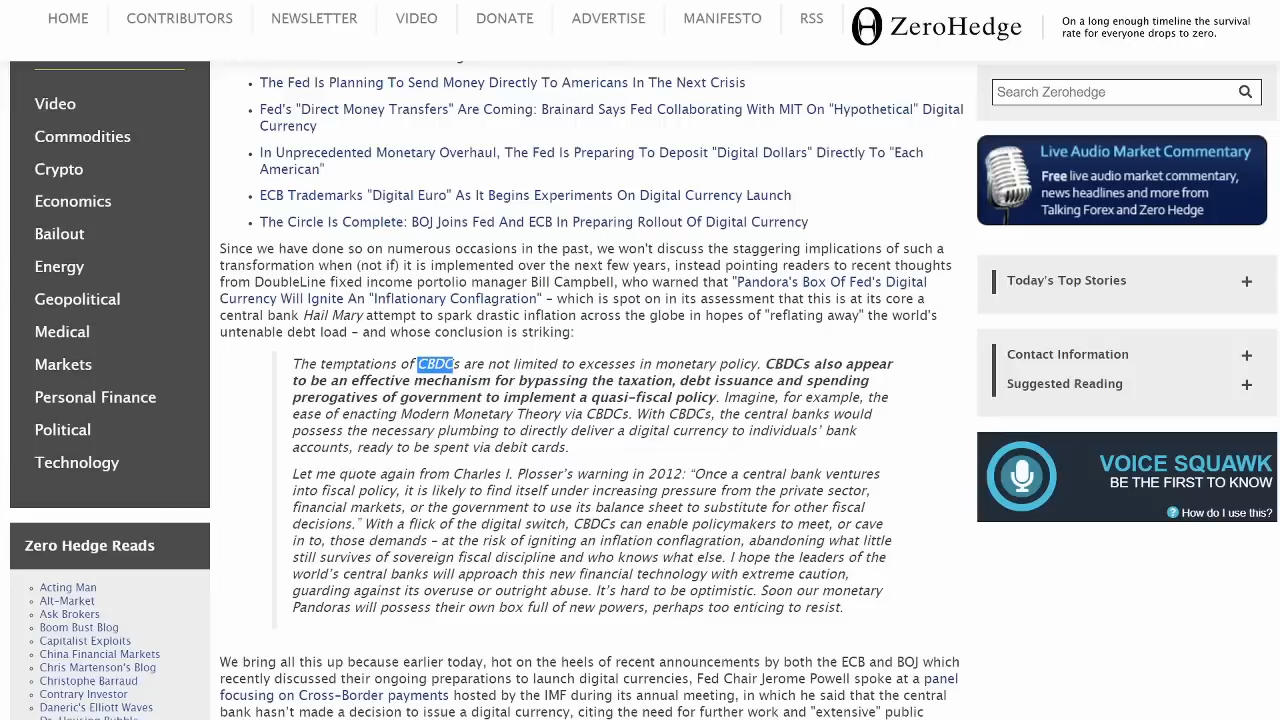 HOME
CONTRIBUTORS
NEWSLETTER
VIDEO
DONATE
ADVERTISE
MANIFESTO
RSS
ZeroHedge
On a long enough timeline the survival
rate for everyone drops to zero.
Video
Commodities
Crypto
Economics
Bailout
Energy
Geopolitical
Medical
Markets
Personal Finance
Political
Technology
Zero Hedge Reads
Acting Man
Alt-Market
Ask Brokers
Boom Bust Blog
Capitalist Exploits
China Financial Markets
Chris Martenson's Blog
Christophe Barraud
Contrary Investor
Daneric's Elliott Waves
• The Fed Is Planning To Send Money Directly To Americans In The Next Crisis
• Fed's "Direct Money Transfers" Are Coming: Brainard Says Fed Collaborating With MIT On "Hypothetical" Digital
Currency
• In Unprecedented Monetary Overhaul, The Fed Is Preparing To Deposit "Digital Dollars" Directly To "Each
American"
• ECB Trademarks "Digital Euro" As It Begins Experiments On Digital Currency Launch
• The Circle Is Complete: BOJ Joins Fed And ECB In Preparing Rollout Of Digital Currency
Since we have done so on numerous occasions in the past, we won't discuss the staggering implications of such a
transformation when (not if) it is implemented over the next few years, instead pointing readers to recent thoughts
from DoubleLine fixed income portolio manager Bill Campbell, who warned that "Pandora's Box Of Fed's Digital
Currency Will Ignite An "Inflationary Conflagration" – which is spot on in its assessment that this is at its core a
central bank Hail Mary attempt to spark drastic inflation across the globe in hopes of "reflating away" the world's
untenable debt load – and whose conclusion is striking:
The temptations of CBDCs are not limited to excesses in monetary policy. CBDCs also appear
to be an effective mechanism for bypassing the taxation, debt issuance and spending
prerogatives of government to implement a quasi-fiscal policy. Imagine, for example, the
ease of enacting Modern Monetary Theory via CBDCs. With CBDCs, the central banks would
possess the necessary plumbing to directly deliver a digital currency to individuals' bank
accounts, ready to be spent via debit cards.
Let me quote again from Charles I. Plosser's warning in 2012: "Once a central bank ventures
into fiscal policy, it is likely to find itself under increasing pressure from the private sector,
financial markets, or the government to use its balance sheet to substitute for other fiscal
decisions." With a flick of the digital switch, CBDCs can enable policymakers to meet, or cave
in to, those demands – at the risk of igniting an inflation conflagration, abandoning what little
still survives of sovereign fiscal discipline and who knows what else. I hope the leaders of the
world's central banks will approach this new financial technology with extreme caution,
guarding against its overuse or outright abuse. It's hard to be optimistic. Soon our monetary
Pandoras will possess their own box full of new powers, perhaps too enticing to resist.
We bring all this up because earlier today, hot on the heels of recent announcements by both the ECB and BOJ which
recently discussed their ongoing preparations to launch digital currencies, Fed Chair Jerome Powell spoke at a panel
focusing on Cross-Border payments hosted by the IMF during its annual meeting, in which he said that the central
bank hasn't made a decision to issue a digital currency, citing the need for further work and "extensive" public
Search Zerohedge
Live Audio Market Commentary
Free live audio market commentary,
news headlines and more from
Talking Forex and Zero Hedge
Today's Top Stories +
Contact Information +
Suggested Reading +
VOICE SQUAWK
BE THE FIRST TO KNOW
? How do I use this?